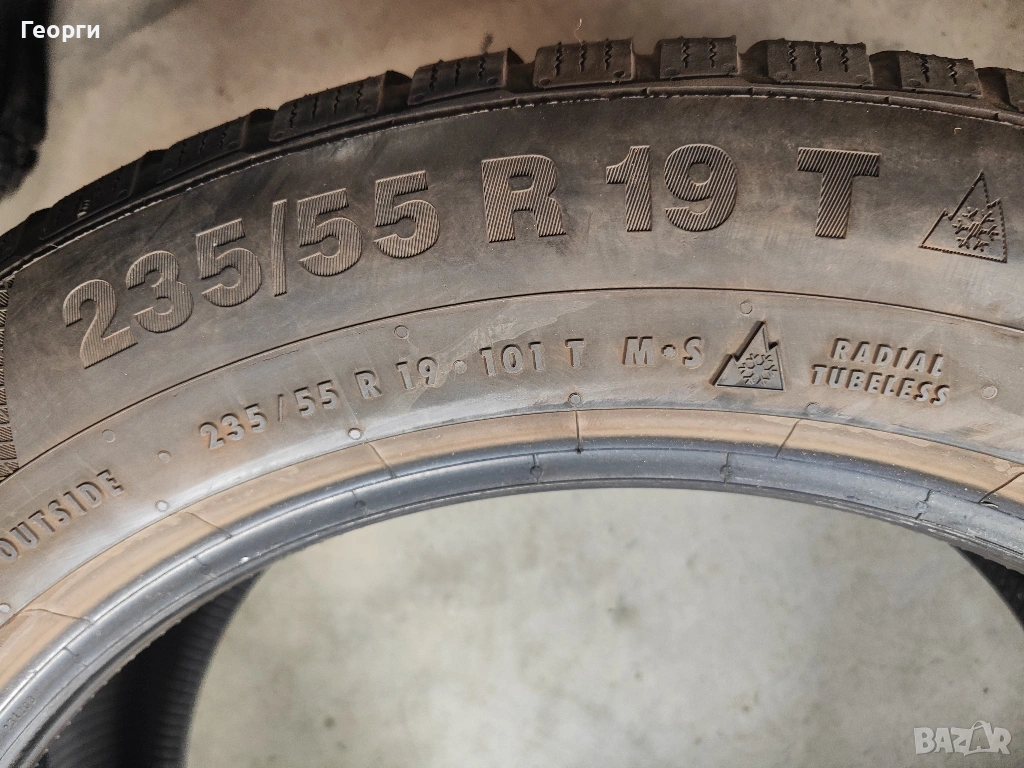 Георги
235/55 R 19 T
235/55 R 19 • 101 T M•S
RADIAL
TUBELESS
OUTSIDE
BAZAR